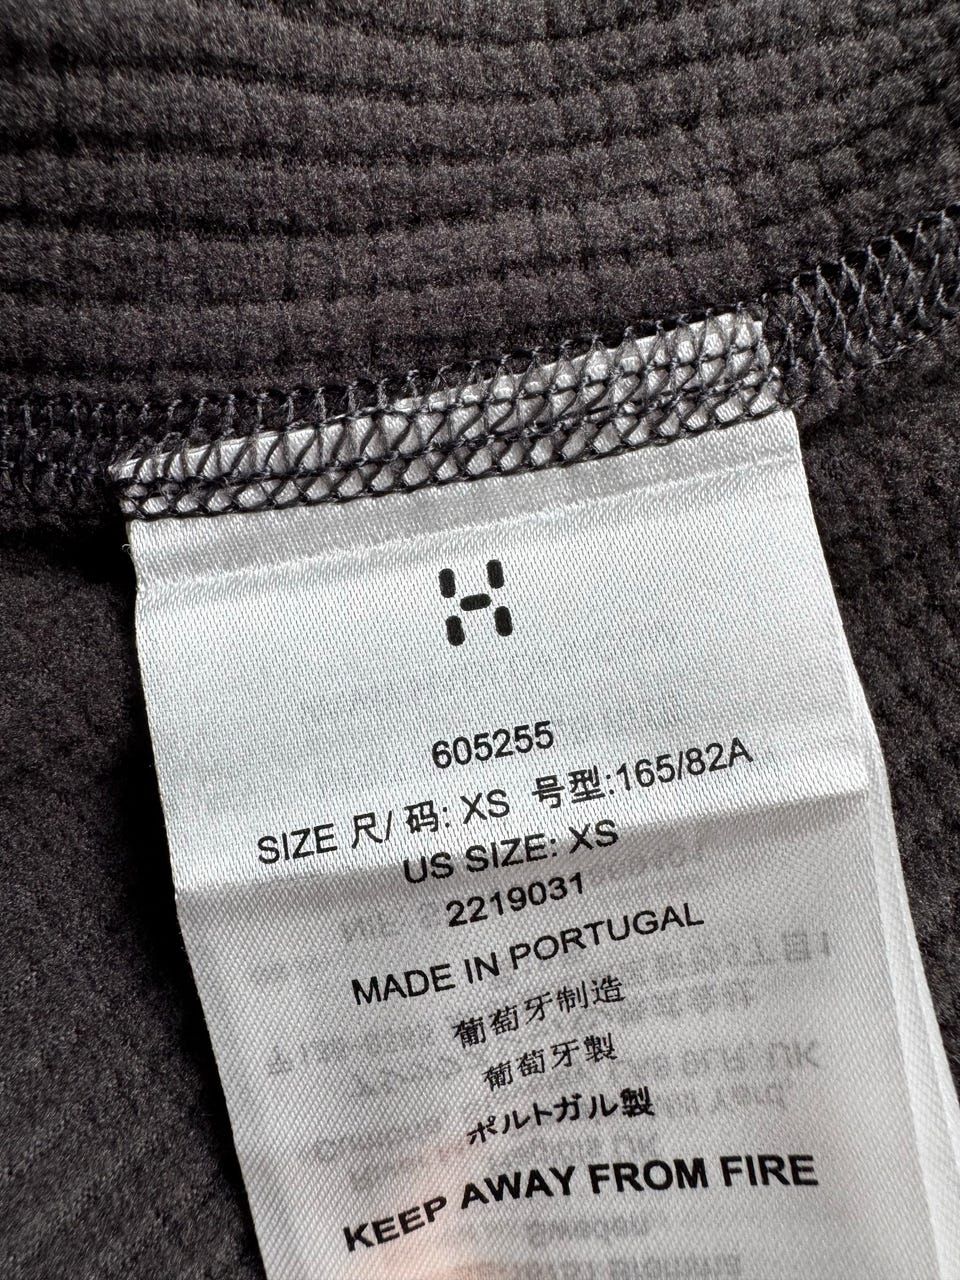 H
605255
SIZE 尺/ 码: XS 号型:165/82A
US SIZE: XS
2219031
MADE IN PORTUGAL
葡萄牙制造
葡萄牙製
ポルトガル製
KEEP AWAY FROM FIRE